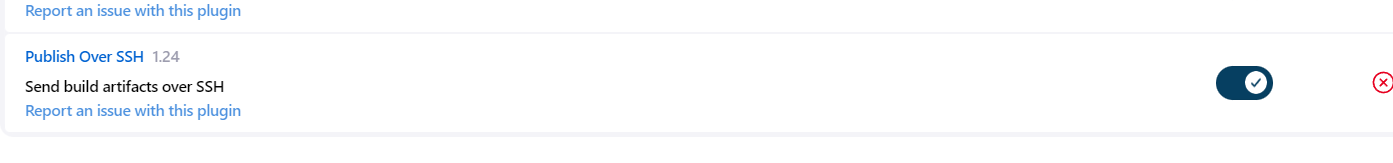 Report an issue with this plugin
Publish Over SSH 1.24
Send build artifacts over SSH
Report an issue with this plugin